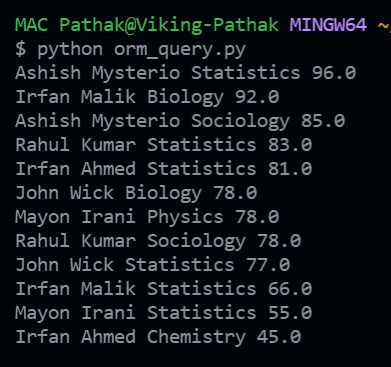 MAC Pathak@Viking-Pathak MINGW64 ~
$ python orm_query.py
Ashish Mysterio Statistics 96.0
Irfan Malik Biology 92.0
Ashish Mysterio Sociology 85.0
Rahul Kumar Statistics 83.0
Irfan Ahmed Statistics 81.0
John Wick Biology 78.0
Mayon Irani Physics 78.0
Rahul Kumar Sociology 78.0
John Wick Statistics 77.0
Irfan Malik Statistics 66.0
Mayon Irani Statistics 55.0
Irfan Ahmed Chemistry 45.0